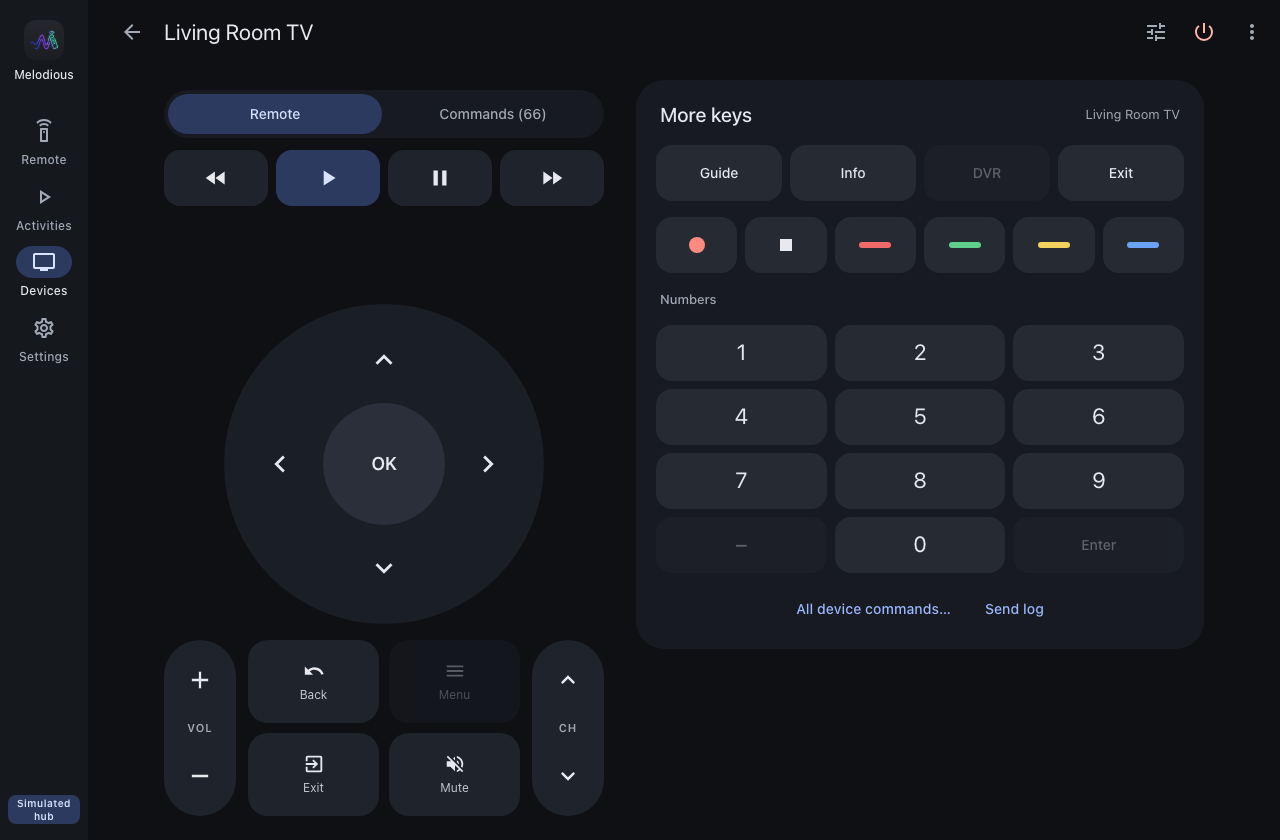 Melodious
Remote
Activities
Devices
Settings
Simulated
hub
Living Room TV
Remote
Commands (66)
OK
VOL
Back
Menu
Exit
Mute
CH
More keys
Living Room TV
Guide
Info
DVR
Exit
Numbers
1
2
3
4
5
6
7
8
9
–
0
Enter
All device commands...
Send log